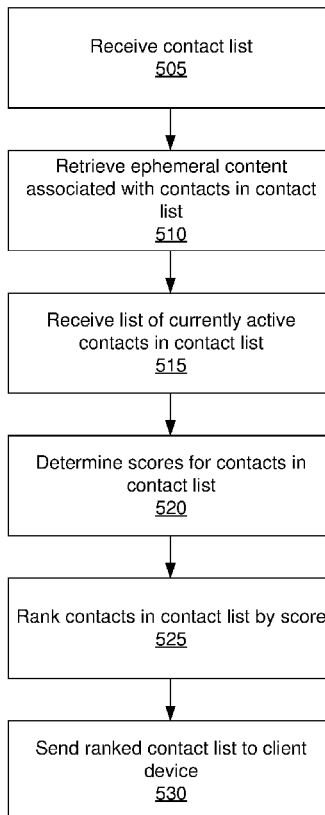 Receive contact list
505
Retrieve ephemeral content
associated with contacts in contact
list
510
Receive list of currently active
contacts in contact list
515
Determine scores for contacts in
contact list
520
Rank contacts in contact list by score
525
Send ranked contact list to client
device
530